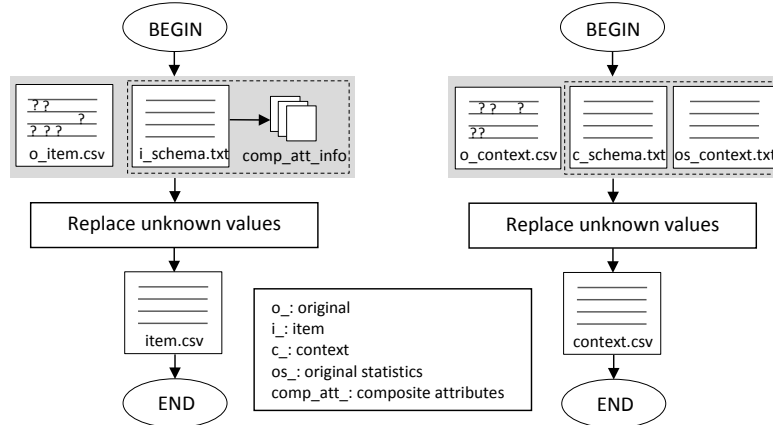 BEGIN
? ?
?
? ? ?
o_item.csv
i_schema.txt
comp_att_info
Replace unknown values
item.csv
END
BEGIN
? ? ?
??
o_context.csv
c_schema.txt
os_context.txt
Replace unknown values
context.csv
END
o_: original
i_: item
c_: context
os_: original statistics
comp_att_: composite attributes